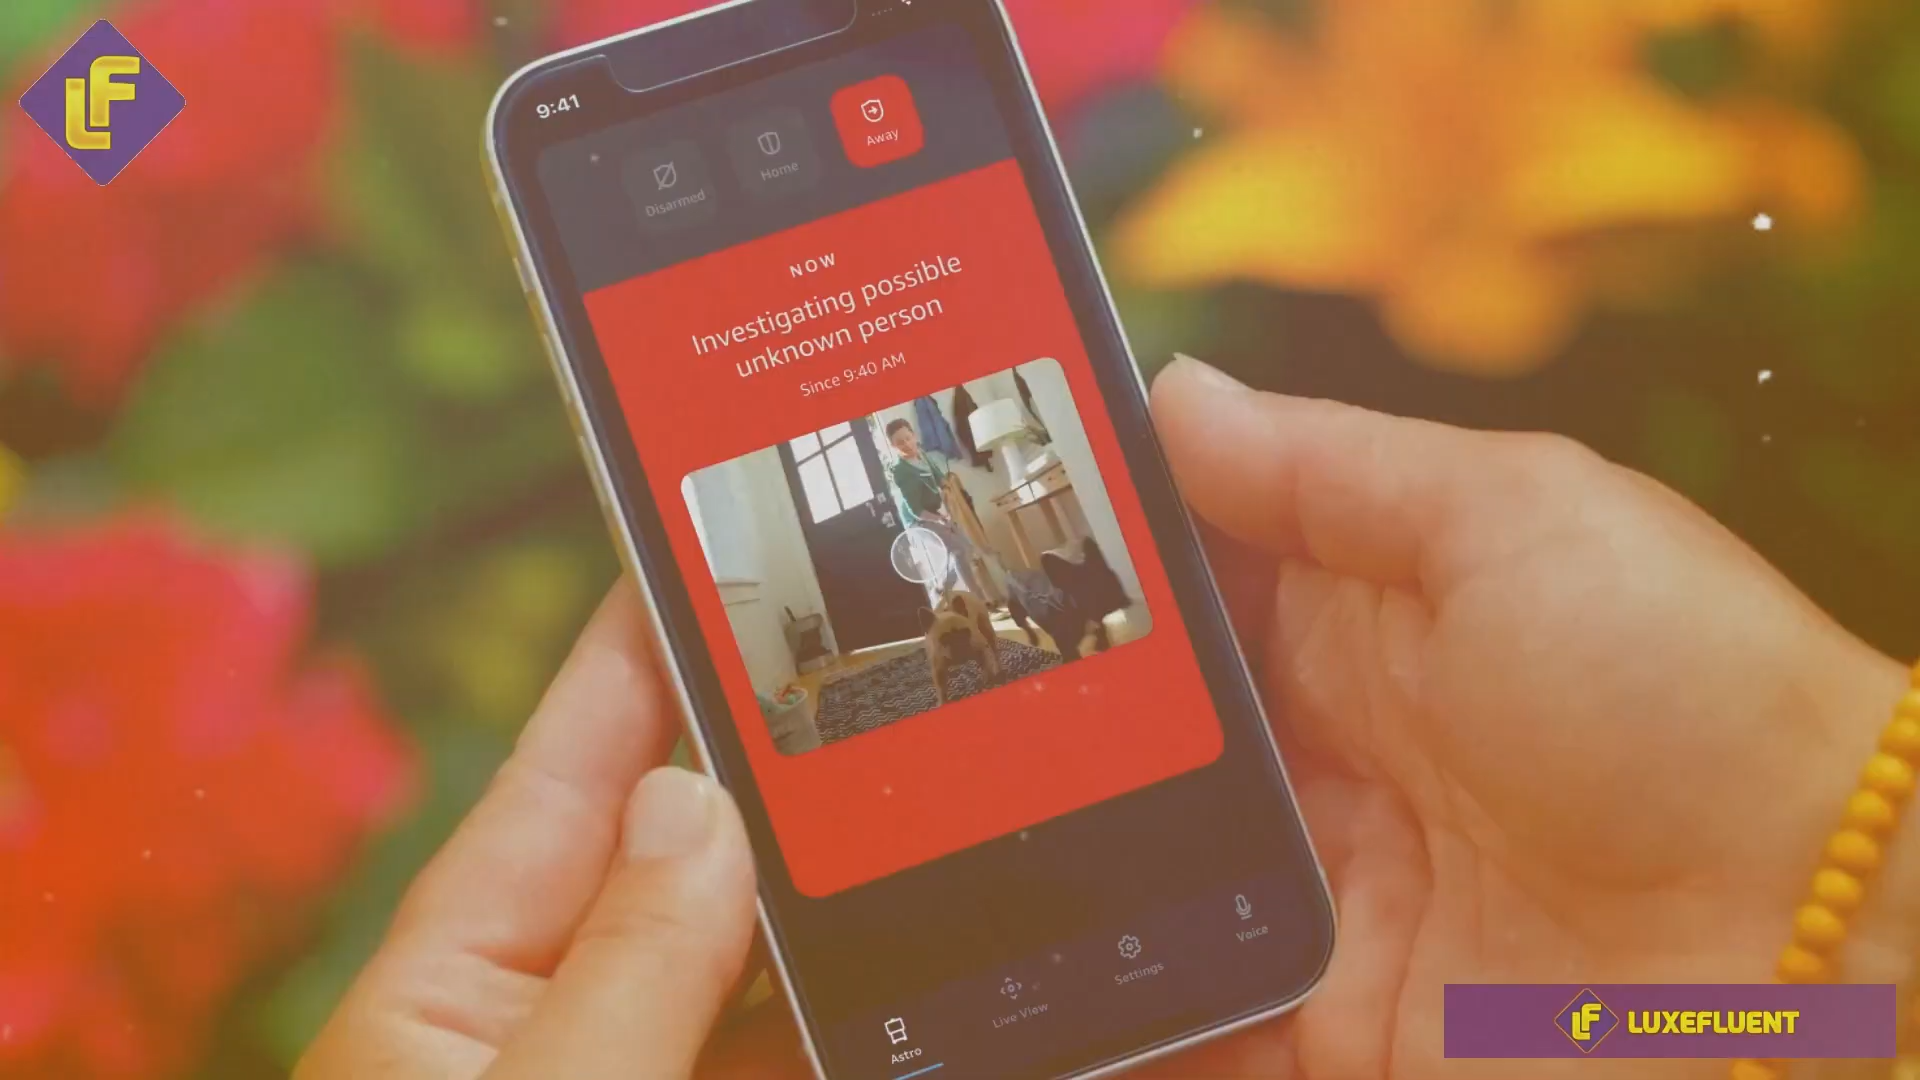 LF
9:41
Disarmed
Home
Away
NOW
Investigating possible
unknown person
Since 9:40 AM
Astro
Live View
Settings
Voice
LF LUXEFLUENT